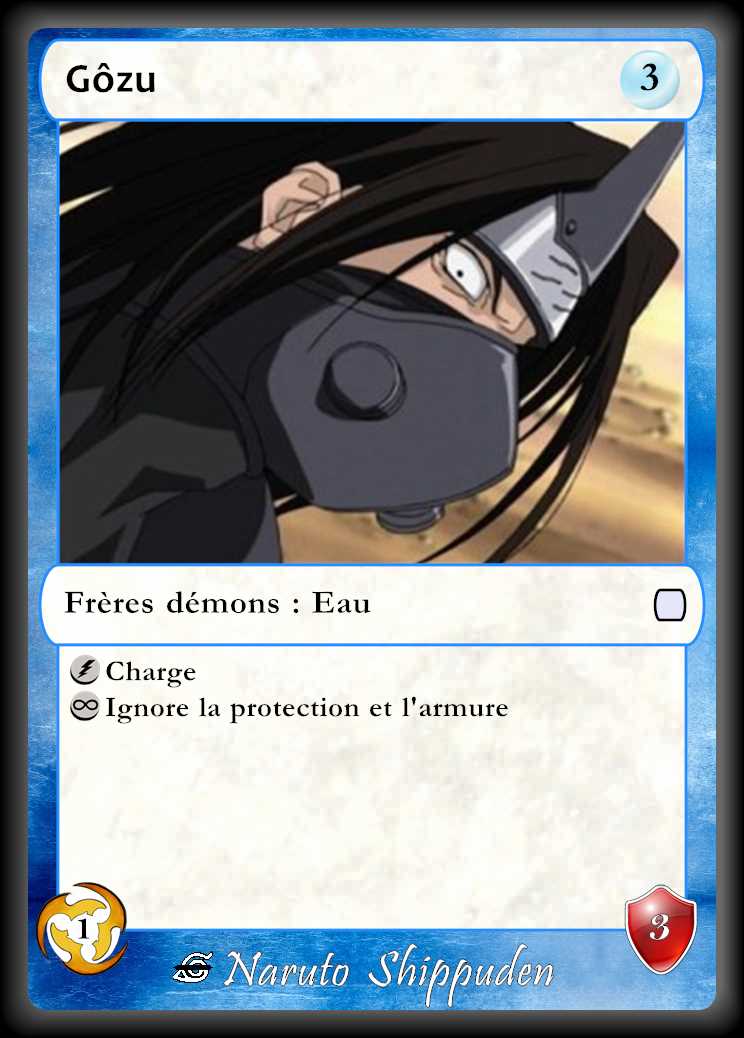 Gôzu
3
Frères démons : Eau
Charge
Ignore la protection et l'armure
1
3
Naruto Shippuden